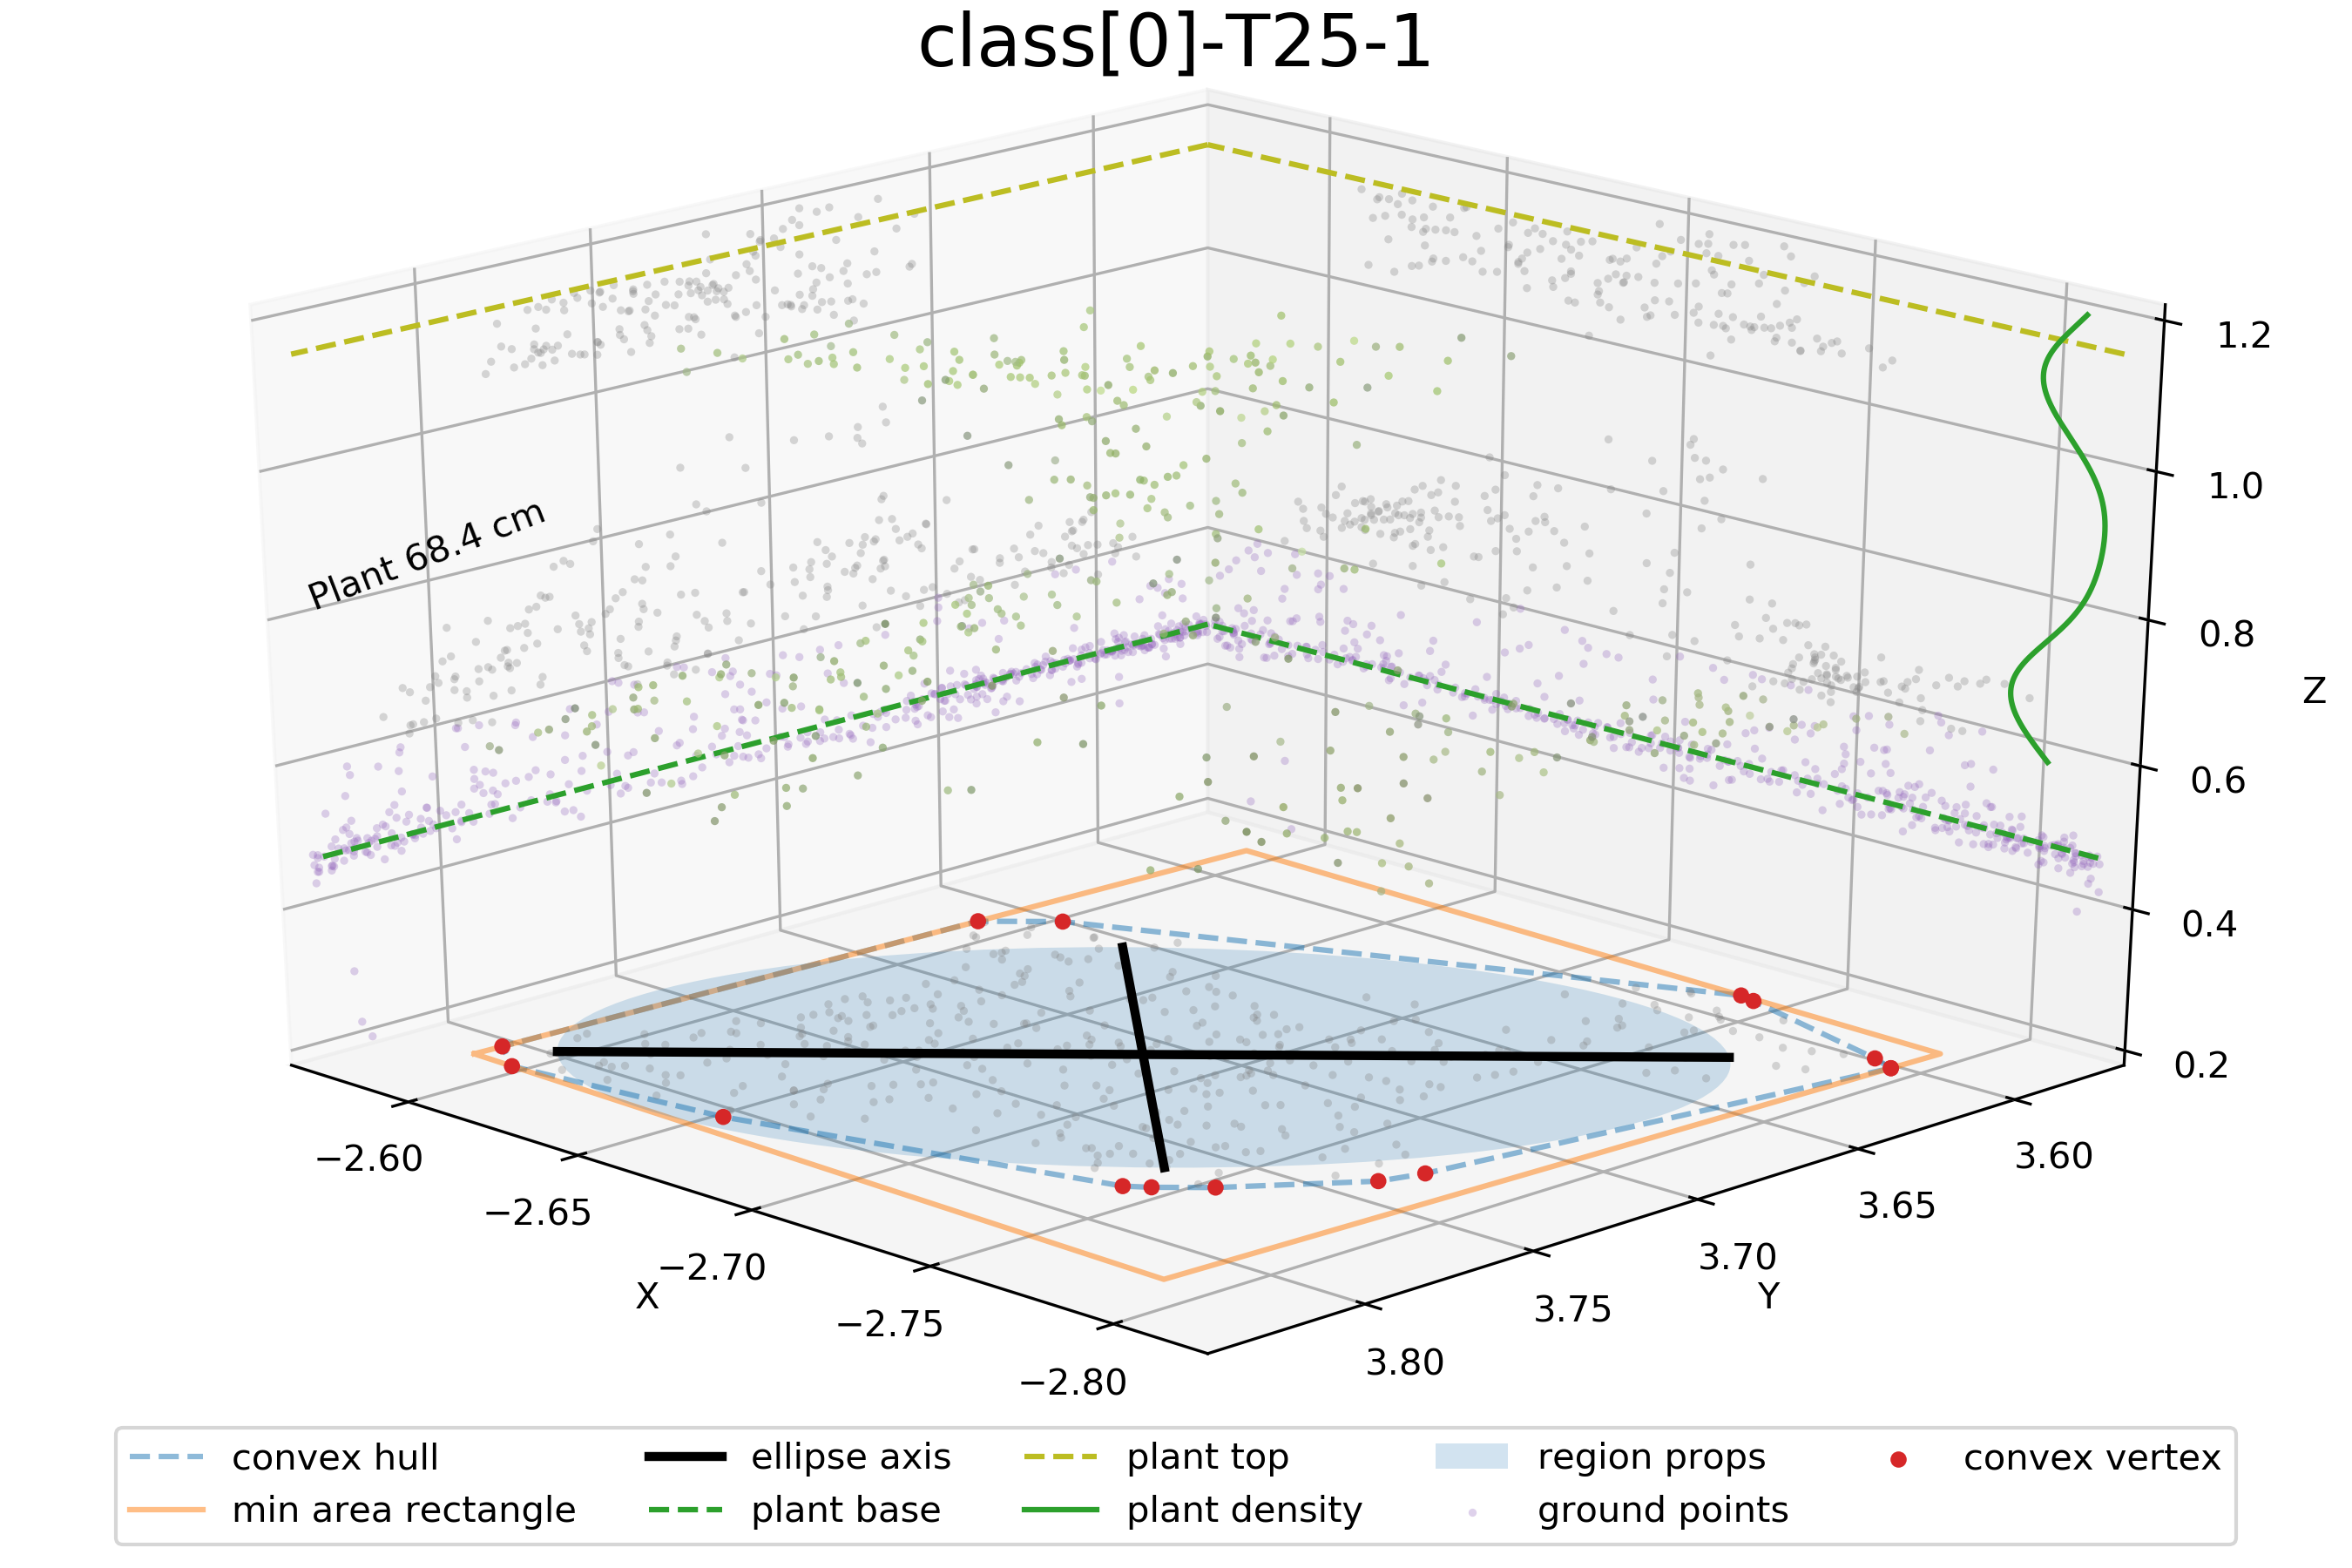 class[0]-T25-1
Plant 68.4 cm
1.2
1.0
0.8
0.6
0.4
0.2
Z
−2.60
−2.65
−2.70
−2.75
−2.80
X
3.60
3.65
3.70
3.75
3.80
Y
convex hull
min area rectangle
ellipse axis
plant base
plant top
plant density
region props
ground points
convex vertex